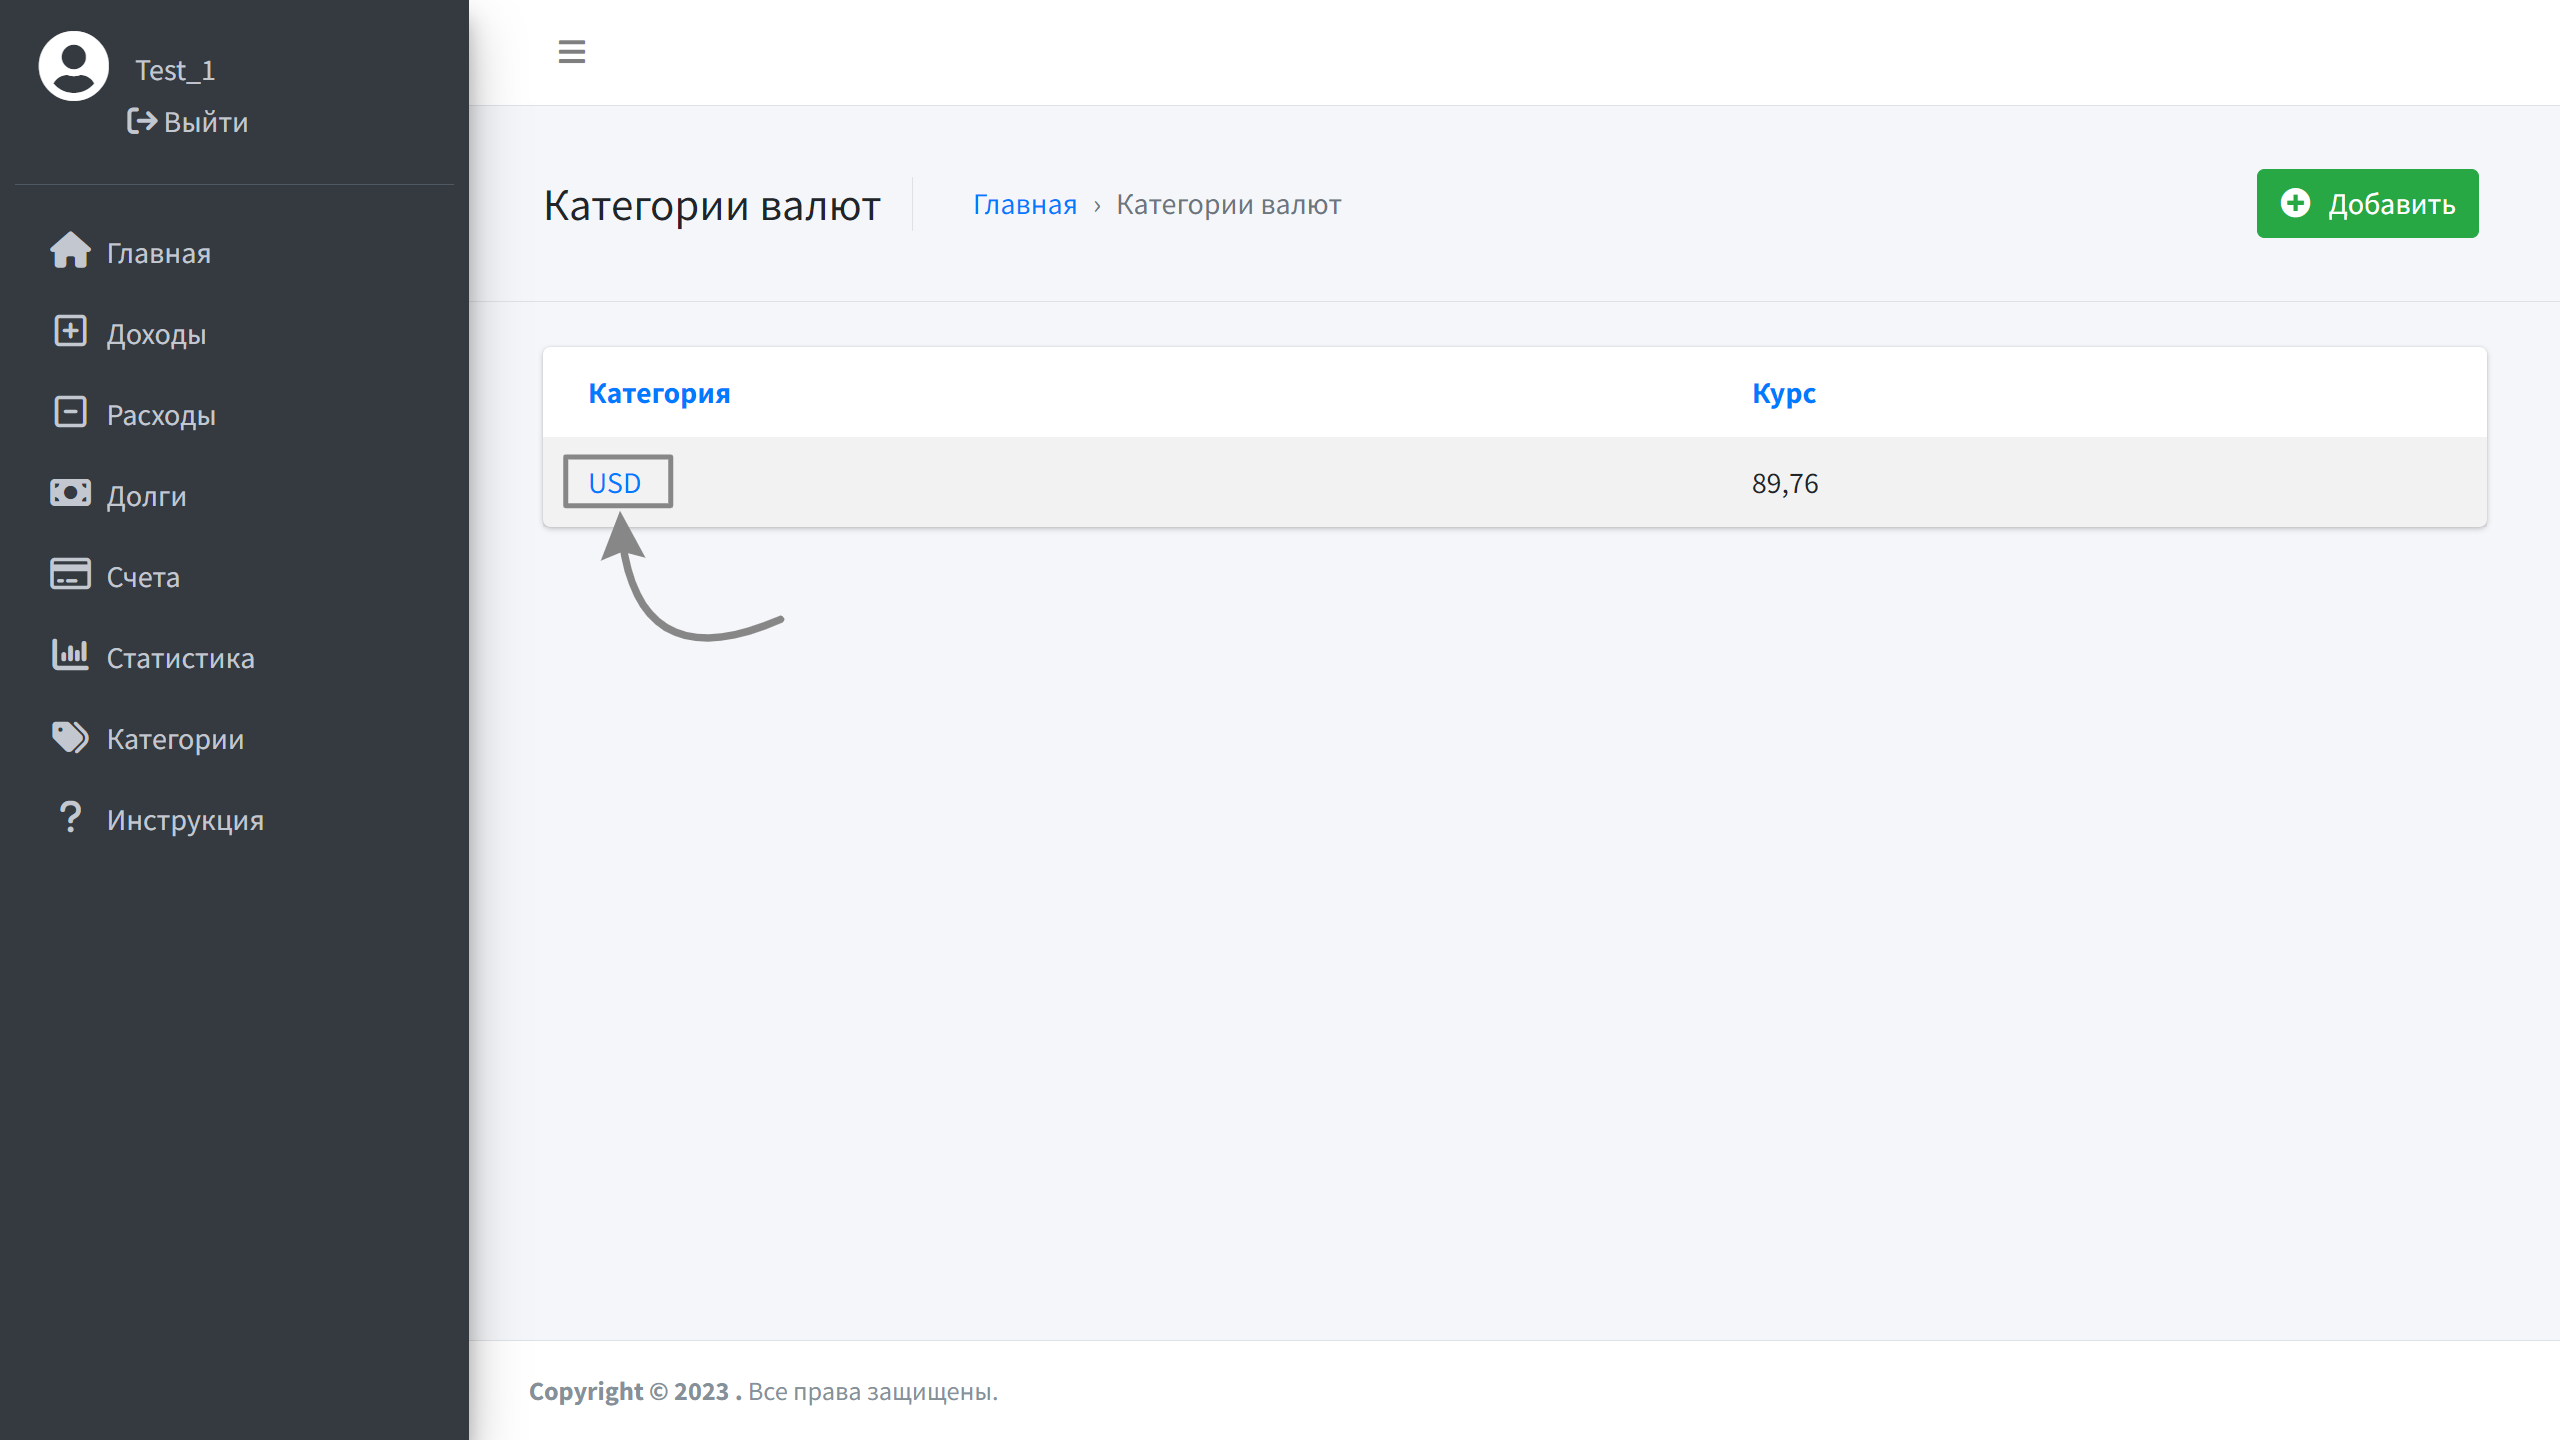 Test_1
Выйти
Главная
Доходы
Расходы
Долги
Счета
Статистика
Категории
Инструкция
Категории валют
Главная › Категории валют
Добавить
Категория Курс
USD 89,76
Copyright © 2023 . Все права защищены.